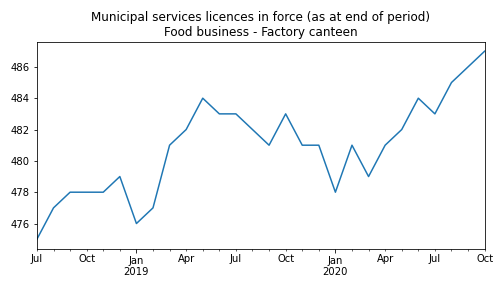 Municipal services licences in force (as at end of period)
Food business - Factory canteen
486
484
482
480
478
476
Jul Oct Jan Apr Jul Oct Jan Apr Jul Oct
2019 2020